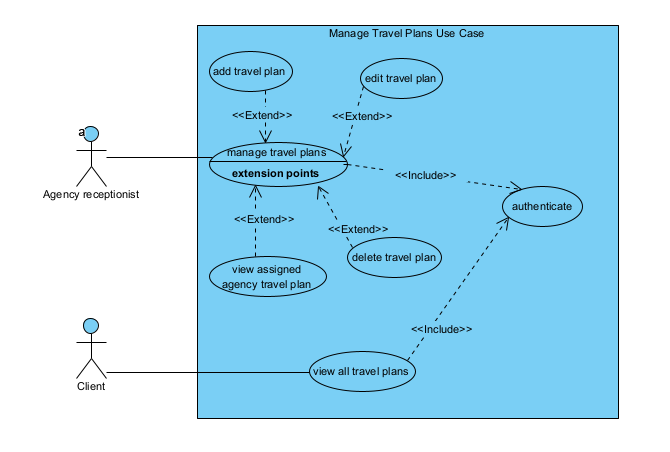 Manage Travel Plans Use Case
add travel plan
edit travel plan
<<Extend>>
<<Extend>>
a
manage travel plans
extension points
<<Include>>
Agency receptionist
authenticate
<<Extend>>
<<Extend>>
delete travel plan
view assigned
agency travel plan
<<Include>>
view all travel plans
Client